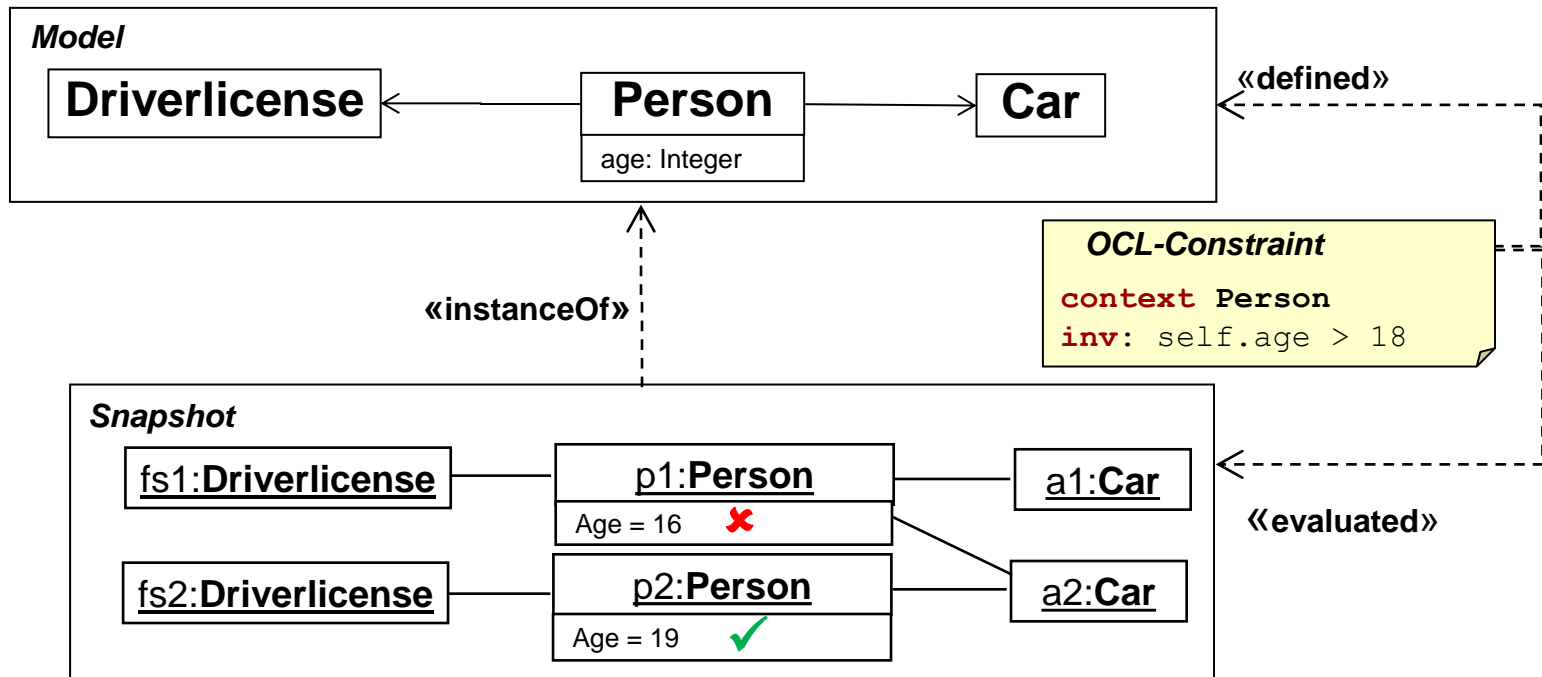 Model
Driverlicense
Person
Car
age: Integer
«defined»
OCL-Constraint
context Person
inv: self.age > 18
«instanceOf»
Snapshot
fs1:Driverlicense
p1:Person
a1:Car
Age = 16 ✘
«evaluated»
fs2:Driverlicense
p2:Person
a2:Car
Age = 19 ✓